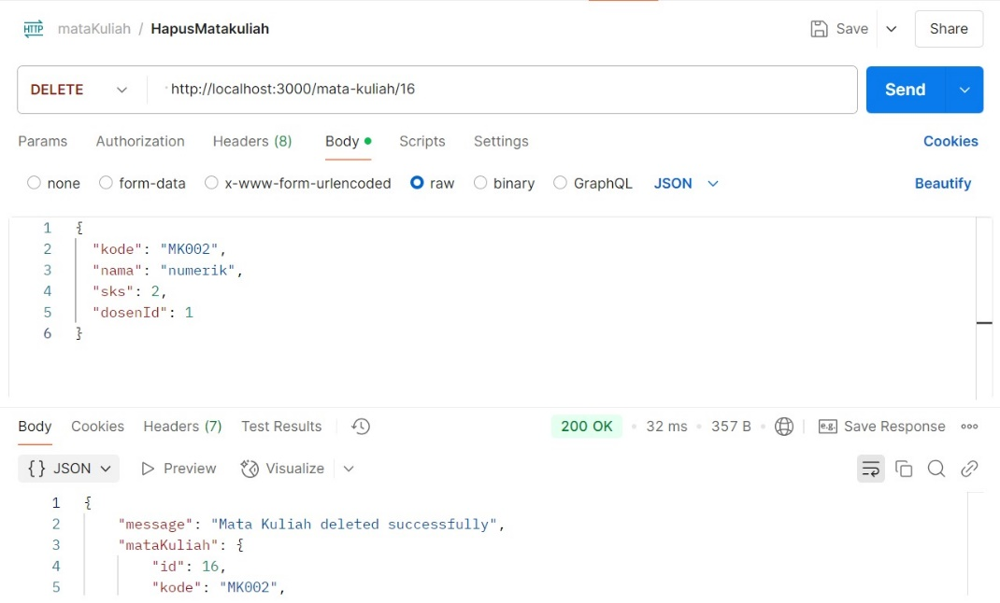 HTTP mataKuliah / HapusMatakuliah Save Share
DELETE http://localhost:3000/mata-kuliah/16 Send
Params Authorization Headers (8) Body Scripts Settings Cookies
none form-data x-www-form-urlencoded raw binary GraphQL JSON Beautify
1 {
2 "kode": "MK002",
3 "nama": "numerik",
4 "sks": 2,
5 "dosenId": 1
6 }
Body Cookies Headers (7) Test Results 200 OK • 32 ms • 357 B • e.g. Save Response
{} JSON Preview Visualize
1 {
2 "message": "Mata Kuliah deleted successfully",
3 "mataKuliah": {
4 "id": 16,
5 "kode": "MK002",